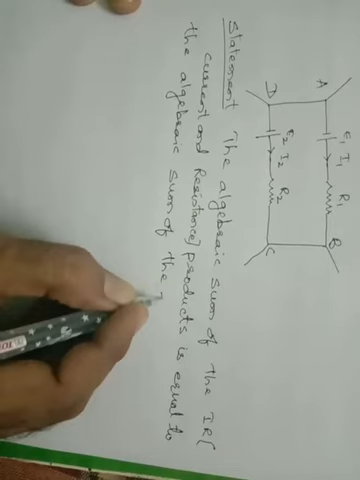 E₁ I₁ R₁
A B
E₂ I₂ R₂
D C
Statement The algebraic sum of the IR(
current and Resistance) products is equal to
the algebraic sum of the